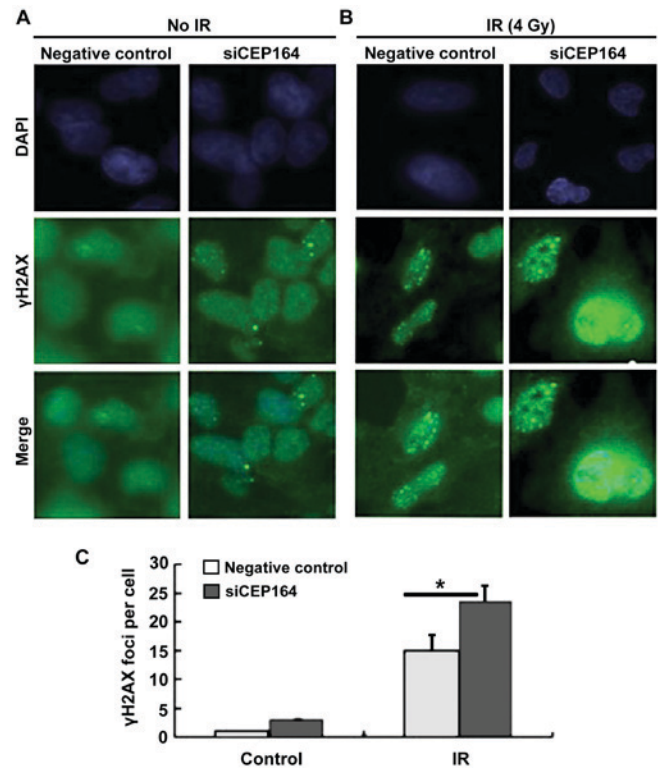 A
No IR
Negative control siCEP164
B
IR (4 Gy)
Negative control siCEP164
DAPI
γH2AX
Merge
C
Negative control
siCEP164
γH2AX foci per cell
30
25
20
15
10
5
0
*
Control IR